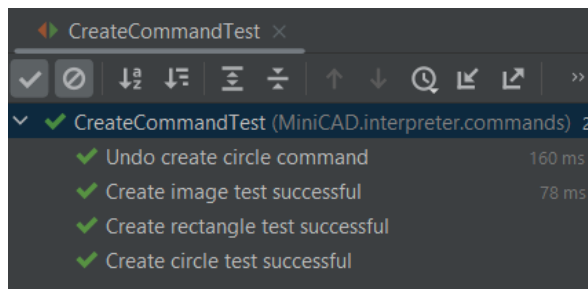 CreateCommandTest
CreateCommandTest (MiniCAD.interpreter.commands) 2
Undo create circle command 160 ms
Create image test successful 78 ms
Create rectangle test successful
Create circle test successful